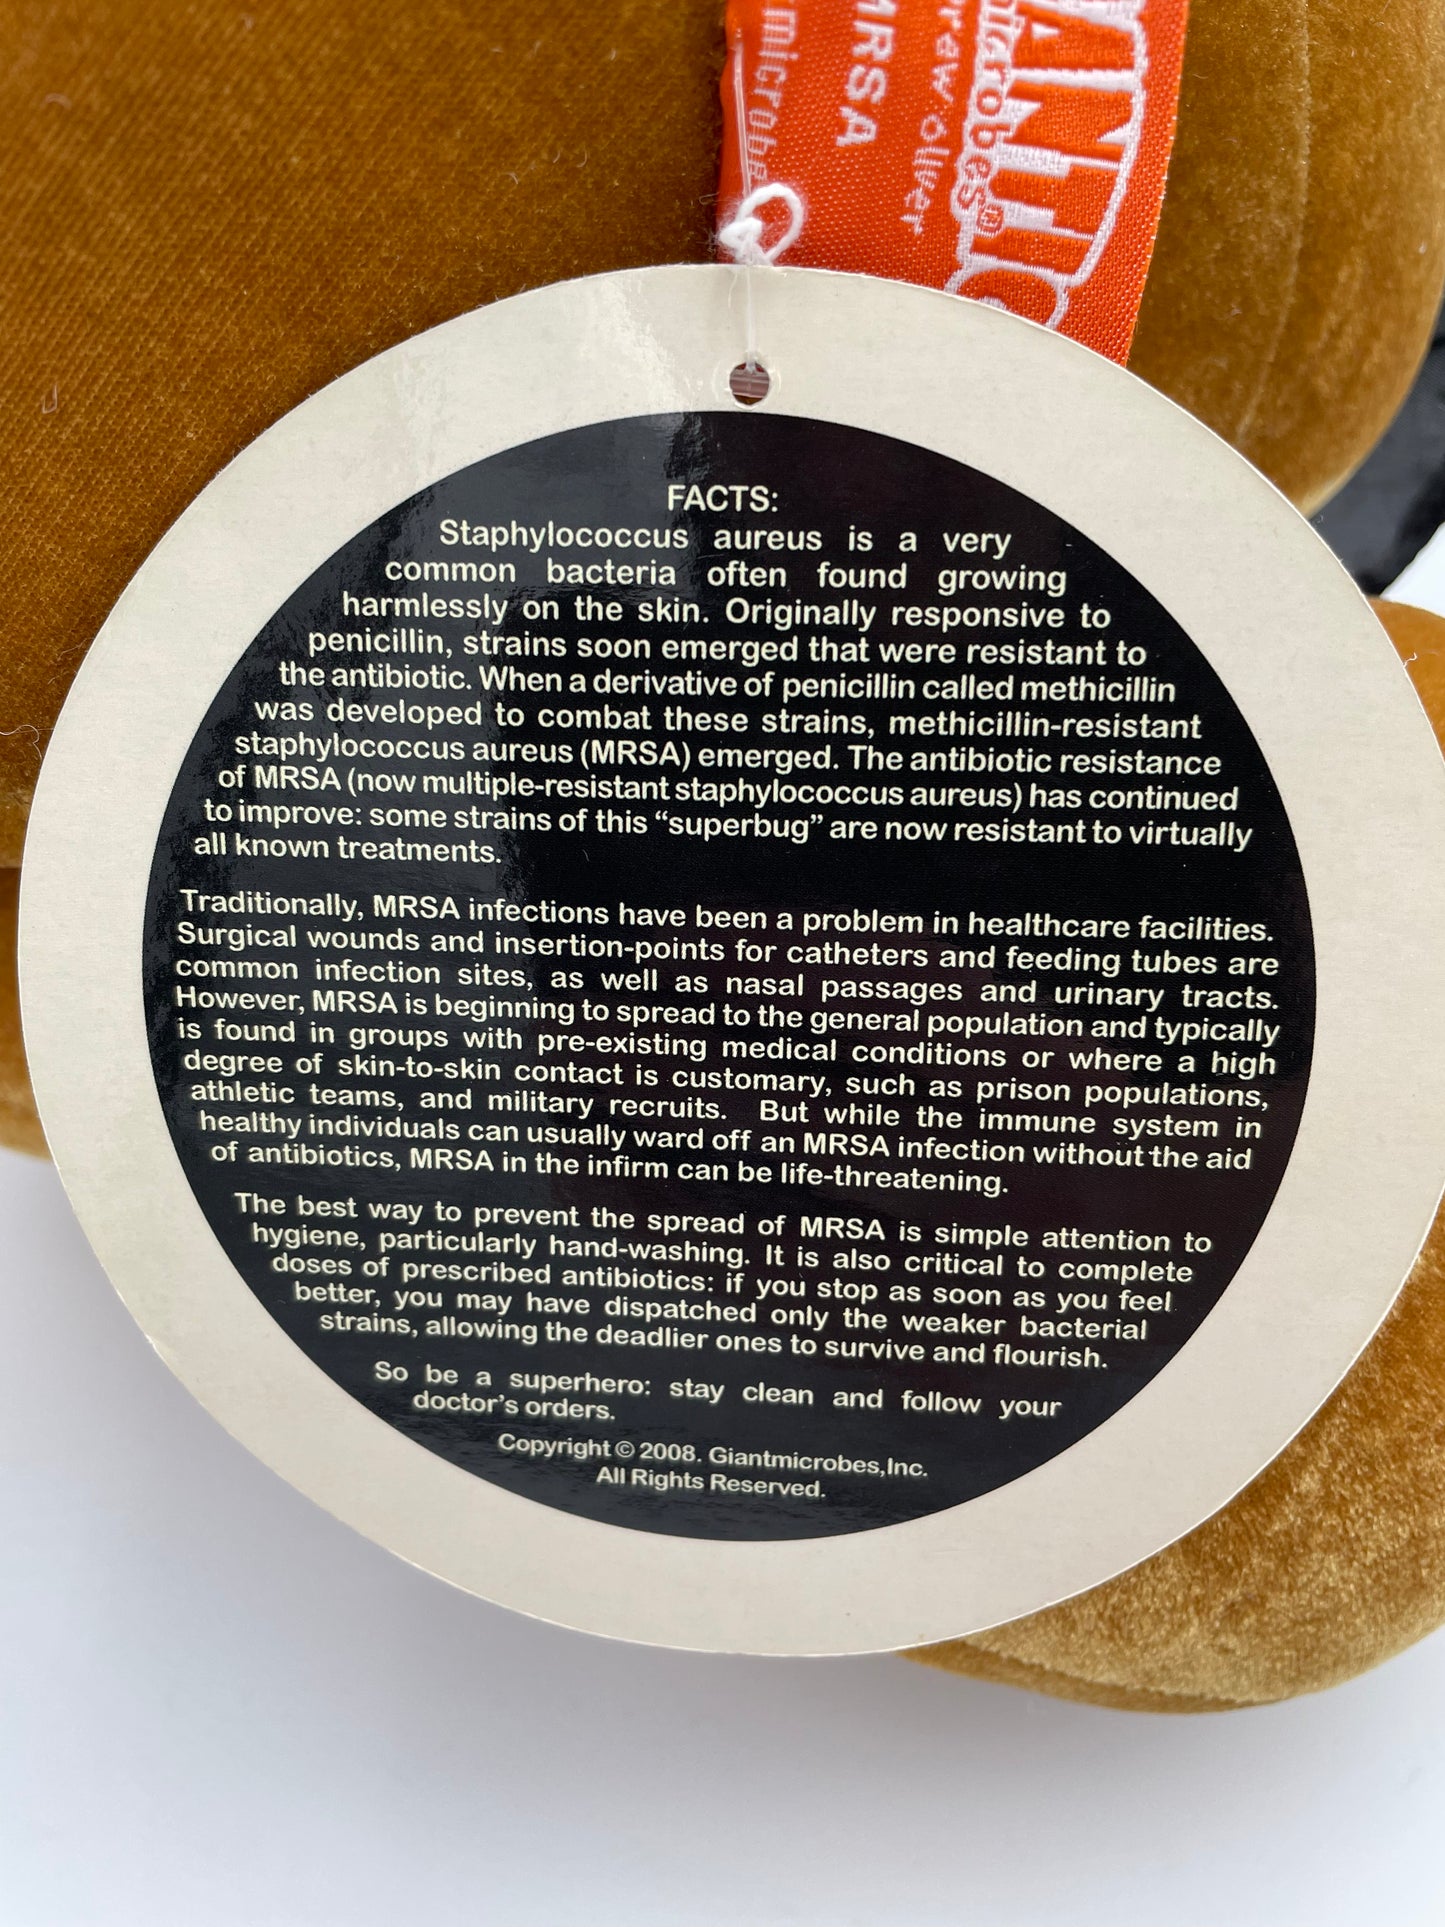 MRSA
drew oliver
GIANT
microbes®
FACTS:
Staphylococcus aureus is a very
common bacteria often found growing
harmlessly on the skin. Originally responsive to
penicillin, strains soon emerged that were resistant to
the antibiotic. When a derivative of penicillin called methicillin
was developed to combat these strains, methicillin-resistant
staphylococcus aureus (MRSA) emerged. The antibiotic resistance
of MRSA (now multiple-resistant staphylococcus aureus) has continued
to improve: some strains of this “superbug” are now resistant to virtually
all known treatments.
Traditionally, MRSA infections have been a problem in healthcare facilities.
Surgical wounds and insertion-points for catheters and feeding tubes are
common infection sites, as well as nasal passages and urinary tracts.
However, MRSA is beginning to spread to the general population and typically
is found in groups with pre-existing medical conditions or where a high
degree of skin-to-skin contact is customary, such as prison populations,
athletic teams, and military recruits. But while the immune system in
healthy individuals can usually ward off an MRSA infection without the aid
of antibiotics, MRSA in the infirm can be life-threatening.
The best way to prevent the spread of MRSA is simple attention to
hygiene, particularly hand-washing. It is also critical to complete
doses of prescribed antibiotics: if you stop as soon as you feel
better, you may have dispatched only the weaker bacterial
strains, allowing the deadlier ones to survive and flourish.
So be a superhero: stay clean and follow your
doctor’s orders.
Copyright © 2008. Giantmicrobes,Inc.
All Rights Reserved.